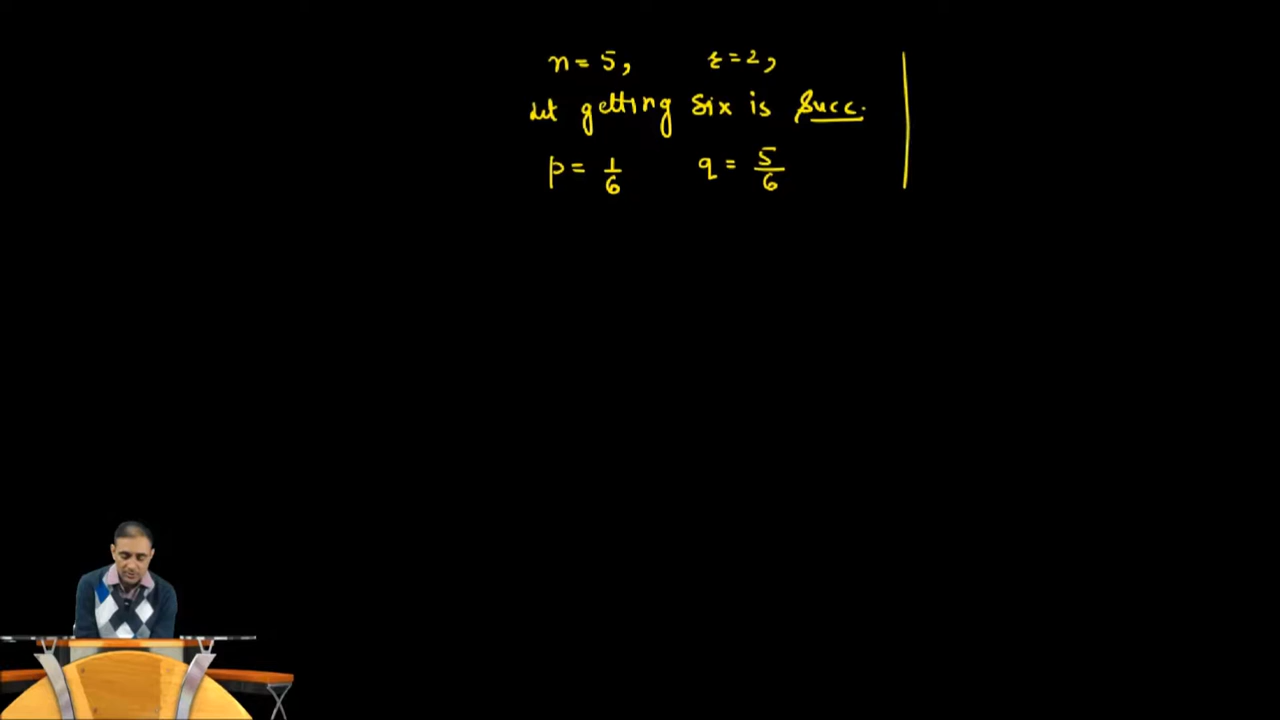 n = 5, r = 2,
Let getting Six is Succ.
p = 1/6 q = 5/6